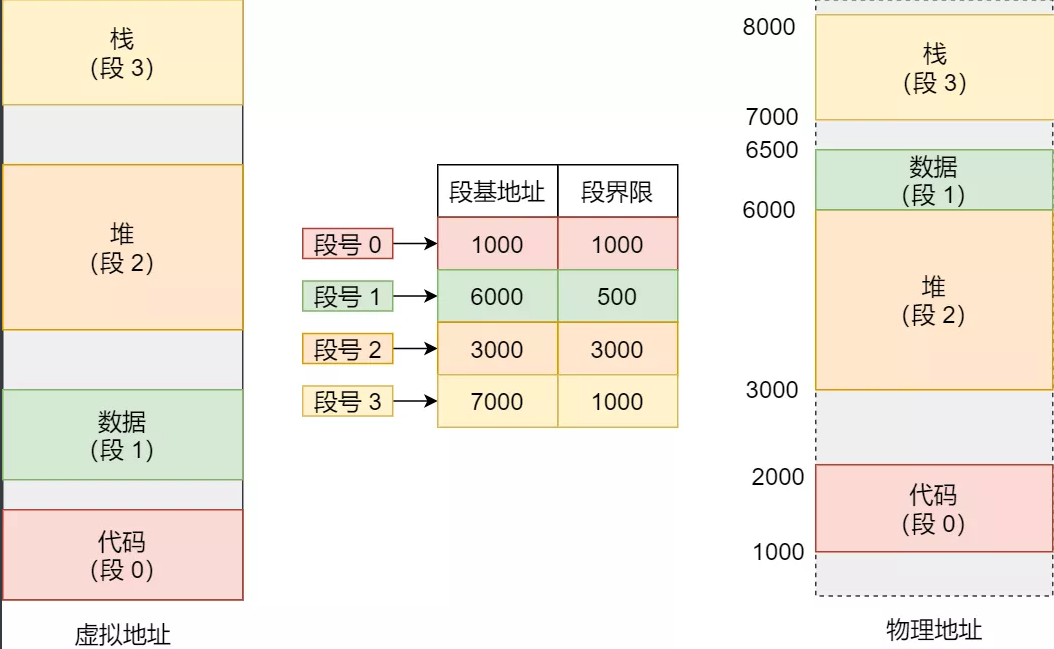 栈
（段 3）
堆
（段 2）
数据
（段 1）
代码
（段 0）
虚拟地址
段基地址 段界限
段号 0 1000 1000
段号 1 6000 500
段号 2 3000 3000
段号 3 7000 1000
8000
栈
（段 3）
7000
6500
数据
（段 1）
6000
堆
（段 2）
3000
2000
代码
（段 0）
1000
物理地址